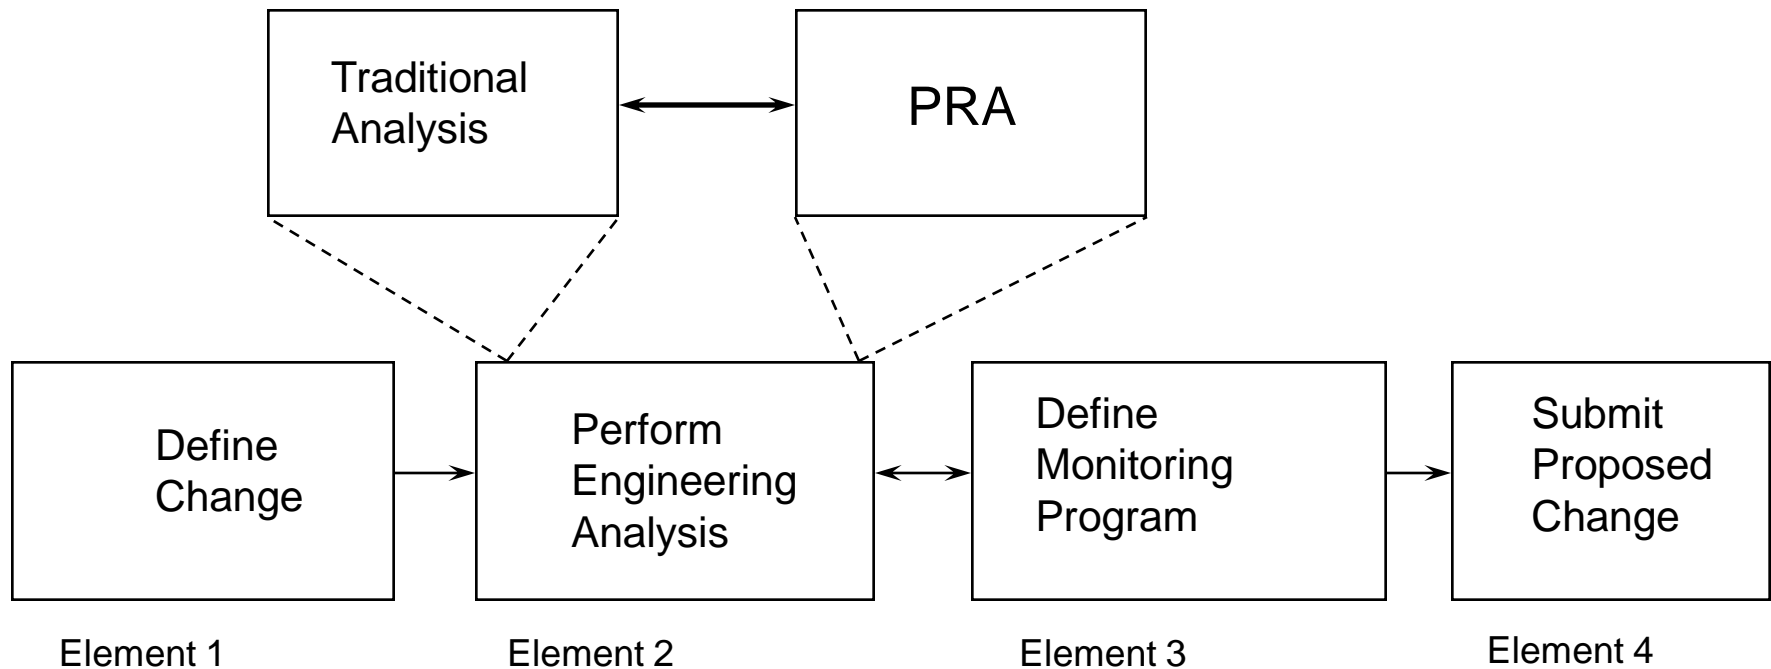 Traditional
Analysis
PRA
Define
Change
Perform
Engineering
Analysis
Define
Monitoring
Program
Submit
Proposed
Change
Element 1
Element 2
Element 3
Element 4